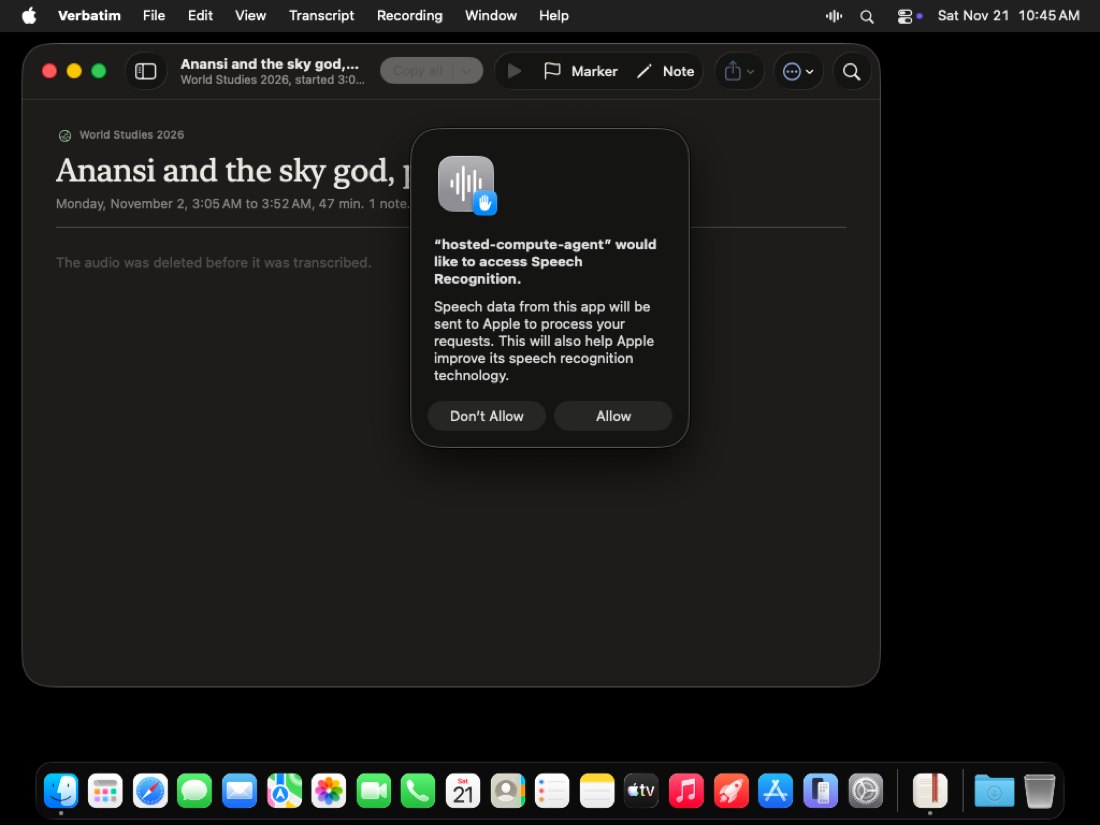 Verbatim File Edit View Transcript Recording Window Help Sat Nov 21 10:45 AM
Anansi and the sky god,...
World Studies 2026, started 3:0...
Copy all
Marker
Note
World Studies 2026
Anansi and the sky god,
Monday, November 2, 3:05 AM to 3:52 AM, 47 min. 1 note.
The audio was deleted before it was transcribed.
“hosted-compute-agent” would
like to access Speech
Recognition.
Speech data from this app will be
sent to Apple to process your
requests. This will also help Apple
improve its speech recognition
technology.
Don't Allow
Allow
Sat
21
tv